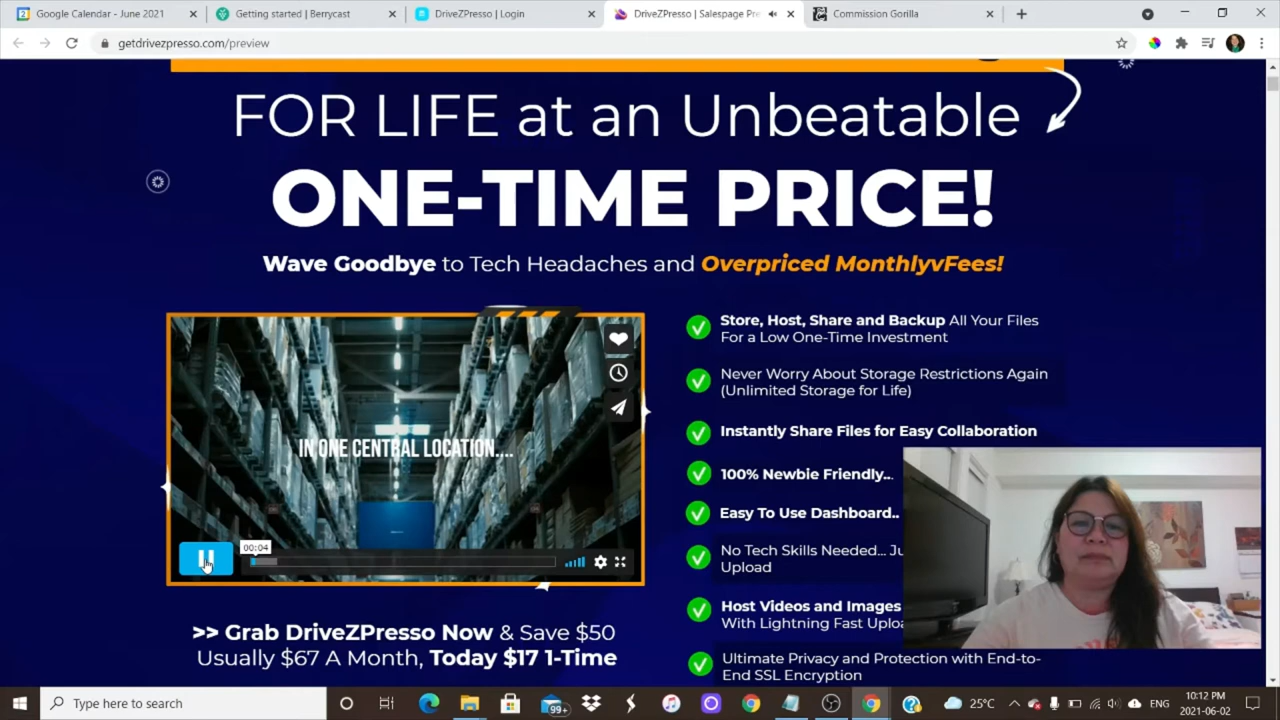 Google Calendar - June 2021
Getting started | Berrycast
DriveZPresso | Login
DriveZPresso | Salespage Pre
Commission Gorilla
getdrivezpresso.com/preview
FOR LIFE at an Unbeatable
ONE-TIME PRICE!
Wave Goodbye to Tech Headaches and Overpriced MonthlyvFees!
IN ONE CENTRAL LOCATION....
00:04
>> Grab DriveZPresso Now & Save $50
Usually $67 A Month, Today $17 1-Time
Store, Host, Share and Backup All Your Files
For a Low One-Time Investment
Never Worry About Storage Restrictions Again
(Unlimited Storage for Life)
Instantly Share Files for Easy Collaboration
100% Newbie Friendly..
Easy To Use Dashboard..
No Tech Skills Needed... Ju
Upload
Host Videos and Images
With Lightning Fast Uploa
Ultimate Privacy and Protection with End-to-
End SSL Encryption
Type here to search
99+
25°C
ENG
10:12 PM
2021-06-02